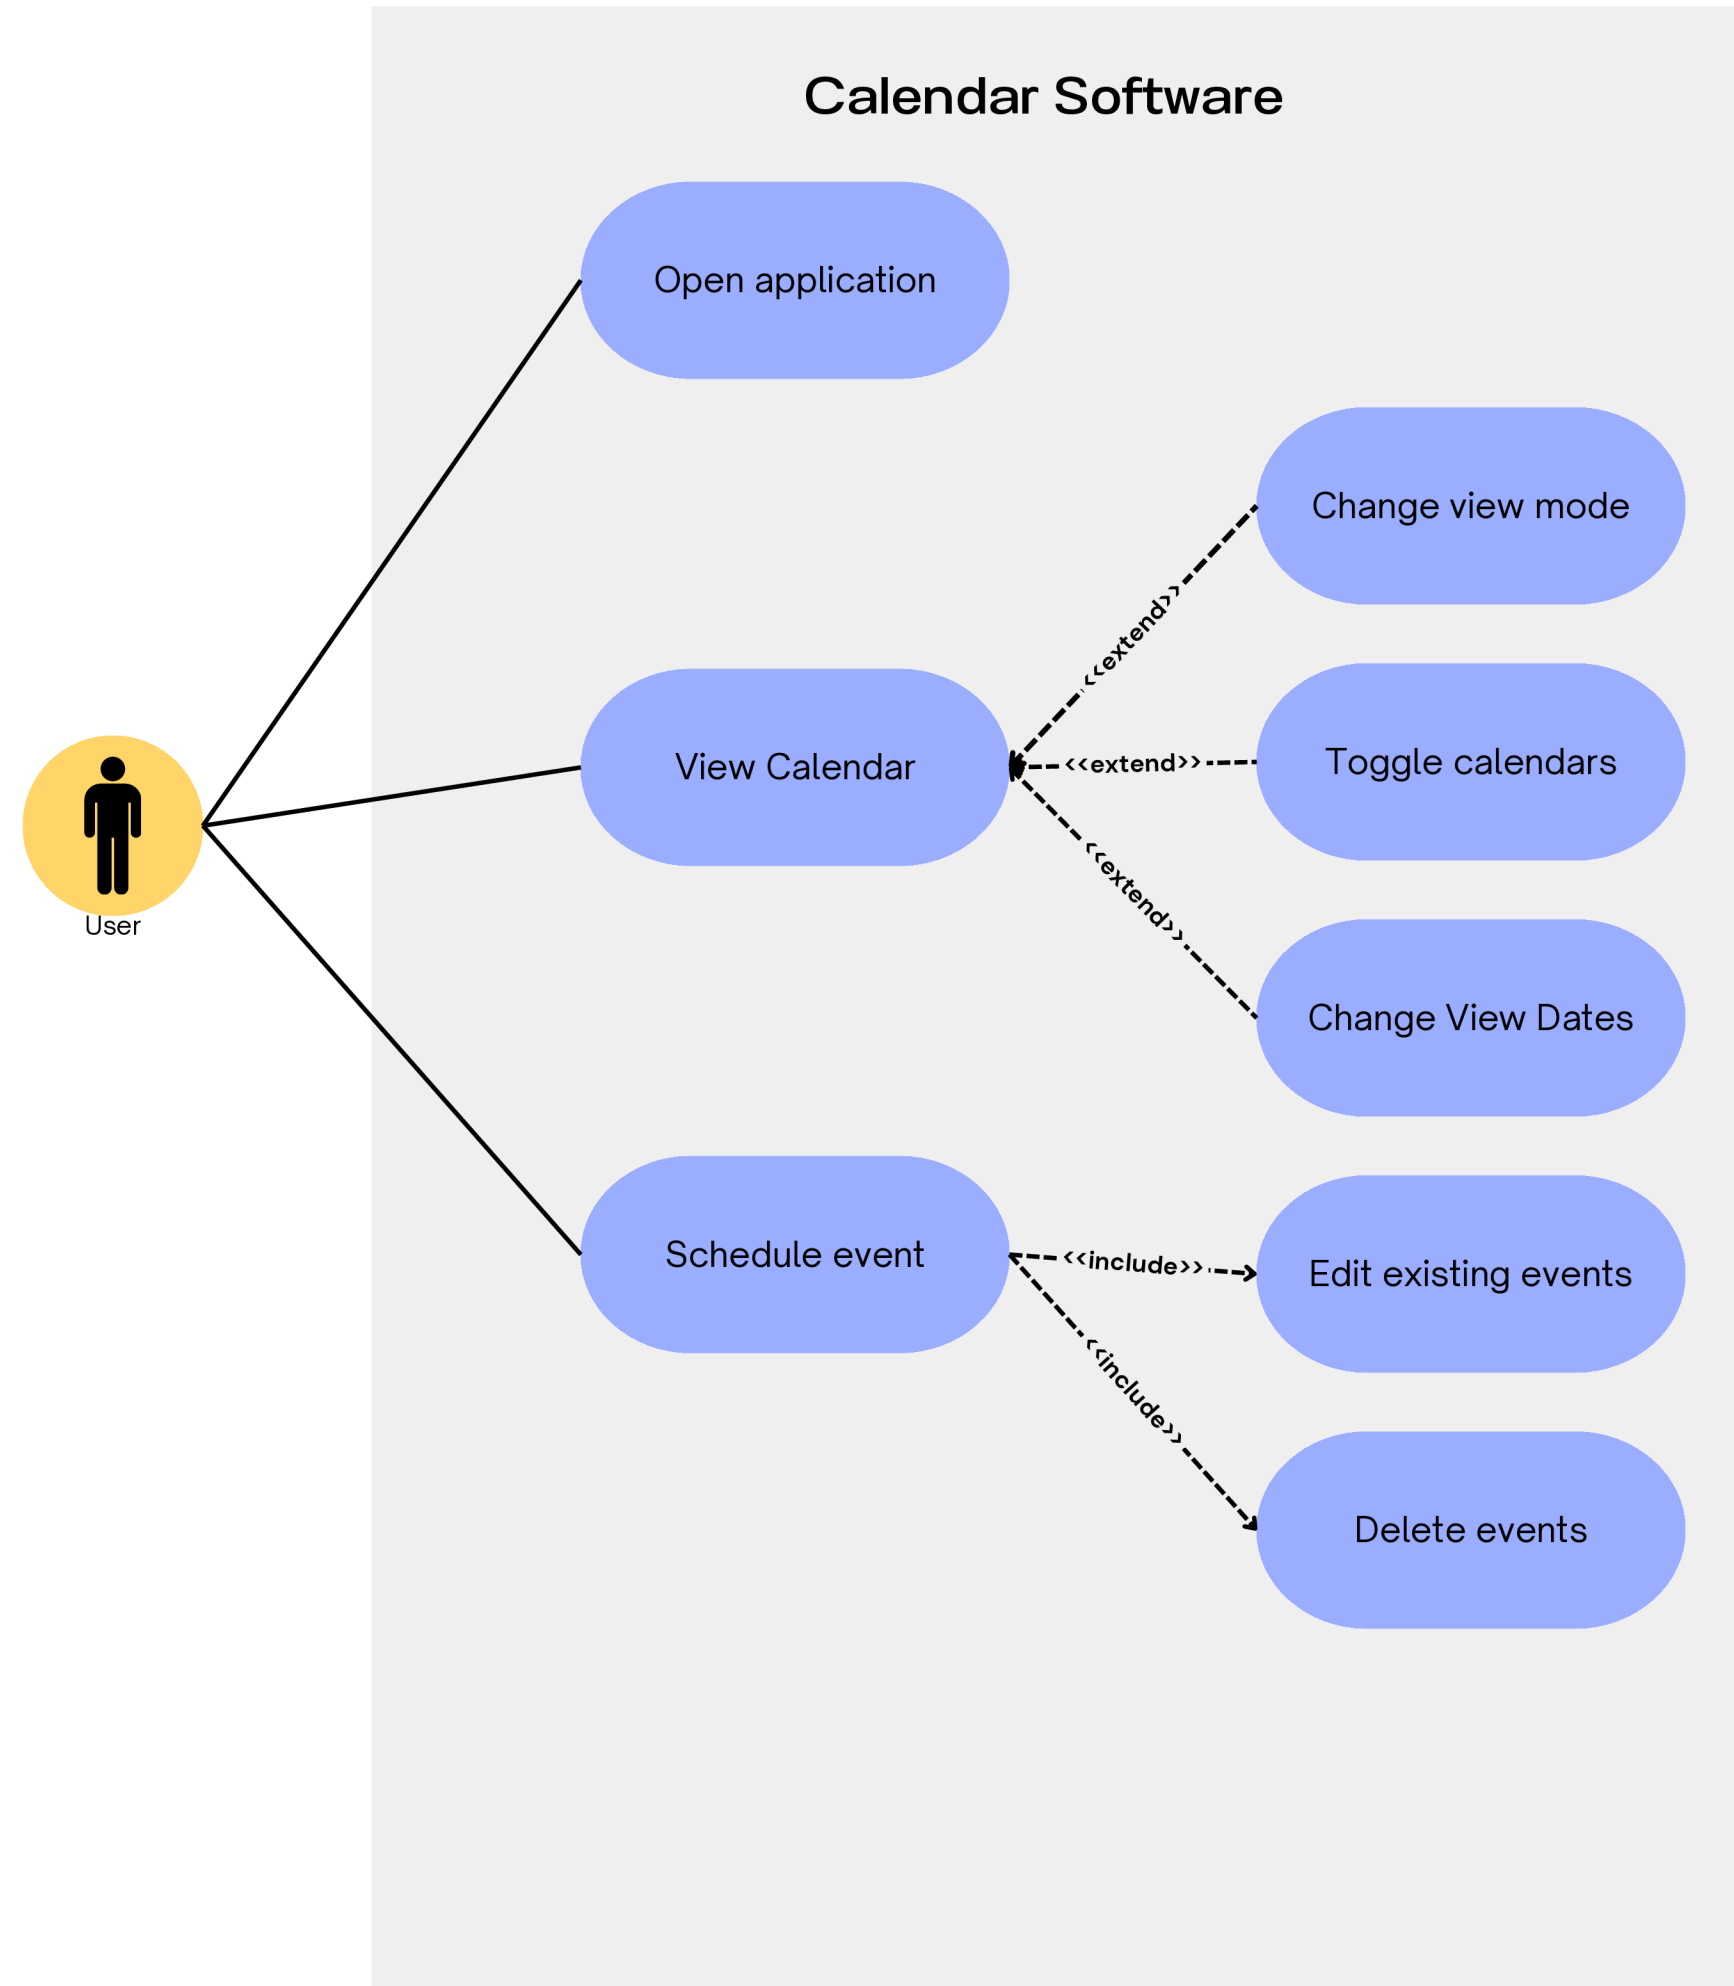 Calendar Software
Open application
Change view mode
<<extend>>
View Calendar
<<extend>>
Toggle calendars
User
<<extend>>
Change View Dates
Schedule event
<<include>>
Edit existing events
<<include>>
Delete events